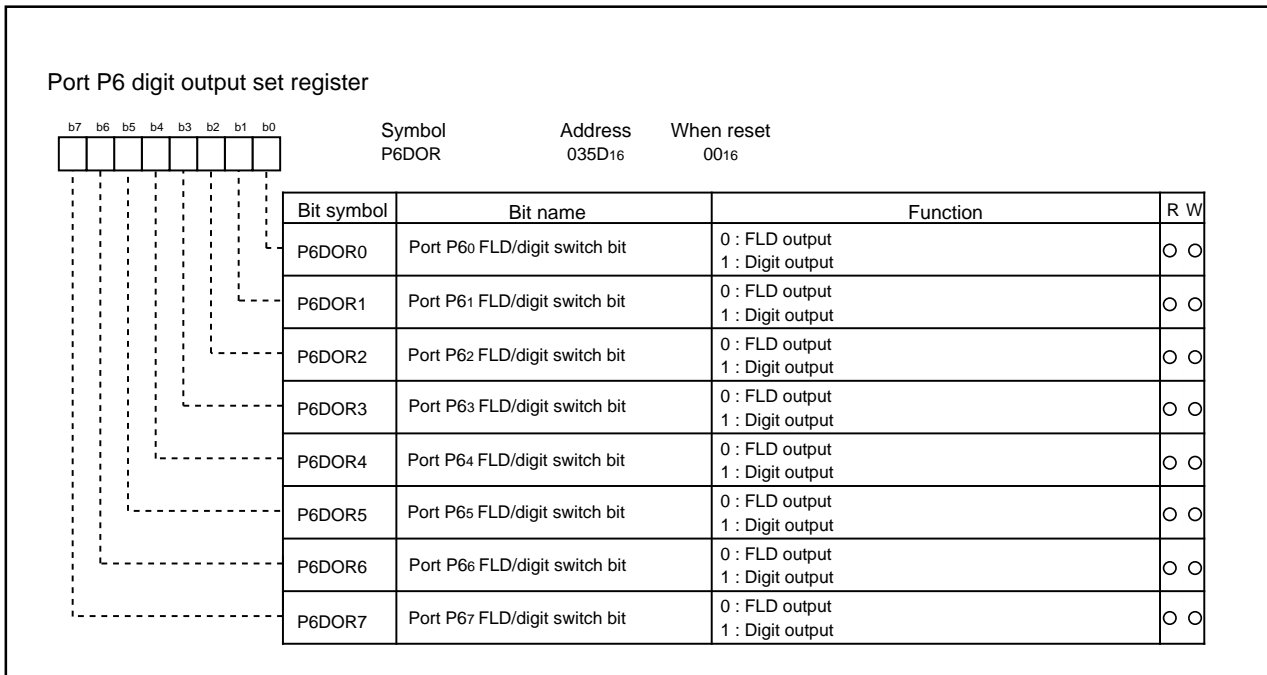 Port P6 digit output set register
b7 b6 b5 b4 b3 b2 b1 b0
Symbol Address When reset
P6DOR 035D16 0016
Bit symbol Bit name Function R W
P6DOR0 Port P60 FLD/digit switch bit 0 : FLD output
1 : Digit output
P6DOR1 Port P61 FLD/digit switch bit 0 : FLD output
1 : Digit output
P6DOR2 Port P62 FLD/digit switch bit 0 : FLD output
1 : Digit output
P6DOR3 Port P63 FLD/digit switch bit 0 : FLD output
1 : Digit output
P6DOR4 Port P64 FLD/digit switch bit 0 : FLD output
1 : Digit output
P6DOR5 Port P65 FLD/digit switch bit 0 : FLD output
1 : Digit output
P6DOR6 Port P66 FLD/digit switch bit 0 : FLD output
1 : Digit output
P6DOR7 Port P67 FLD/digit switch bit 0 : FLD output
1 : Digit output